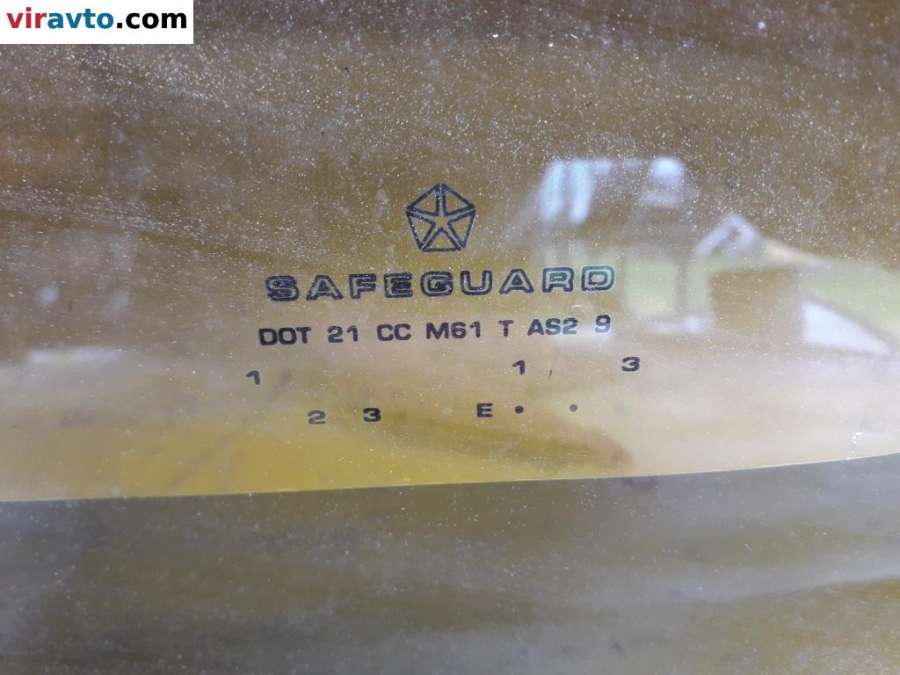 viravto.com
SAFEGUARD
DOT 21 CC M61 T AS2 9
1 1 3
2 3 E • •